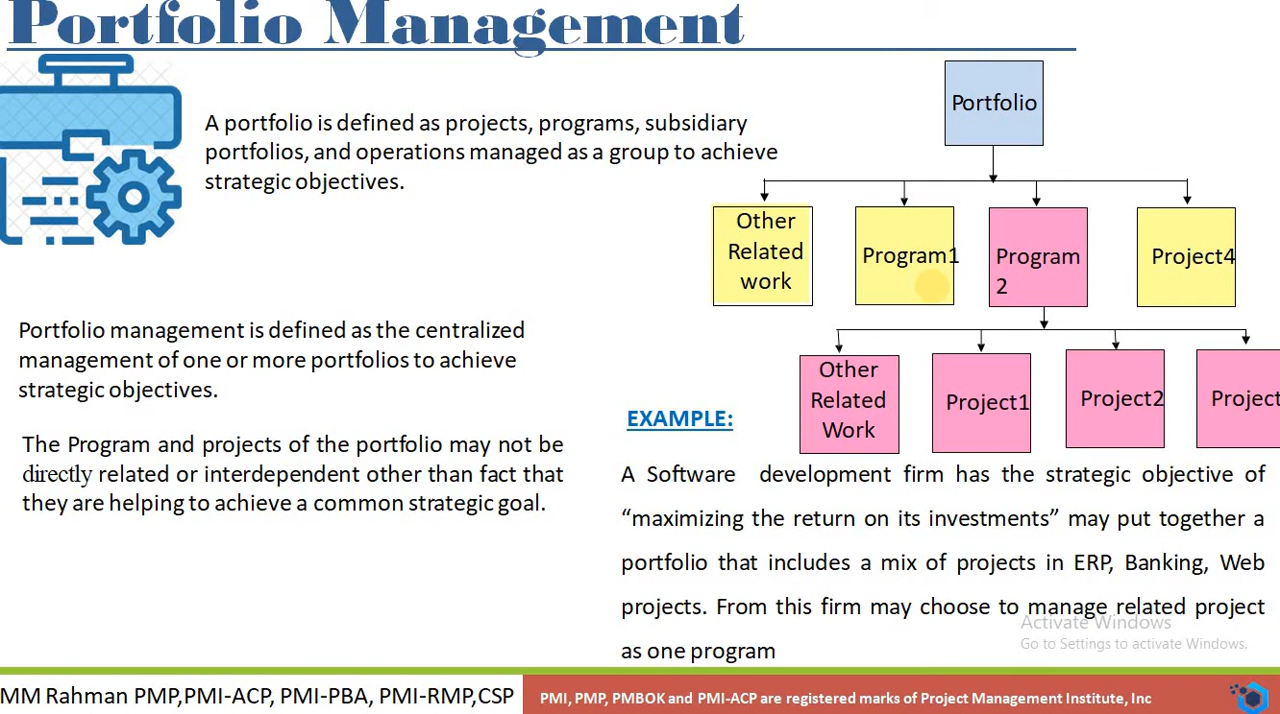 Portfolio Management
A portfolio is defined as projects, programs, subsidiary
portfolios, and operations managed as a group to achieve
strategic objectives.
Portfolio
Other
Related
work
Program1
Program
2
Project4
Other
Related
Work
Project1
Project2
Project
Portfolio management is defined as the centralized
management of one or more portfolios to achieve
strategic objectives.
The Program and projects of the portfolio may not be
directly related or interdependent other than fact that
they are helping to achieve a common strategic goal.
EXAMPLE:
A Software development firm has the strategic objective of
“maximizing the return on its investments” may put together a
portfolio that includes a mix of projects in ERP, Banking, Web
projects. From this firm may choose to manage related project
as one program
Activate Windows
Go to Settings to activate Windows.
MM Rahman PMP,PMI-ACP, PMI-PBA, PMI-RMP,CSP
PMI, PMP, PMBOK and PMI-ACP are registered marks of Project Management Institute, Inc